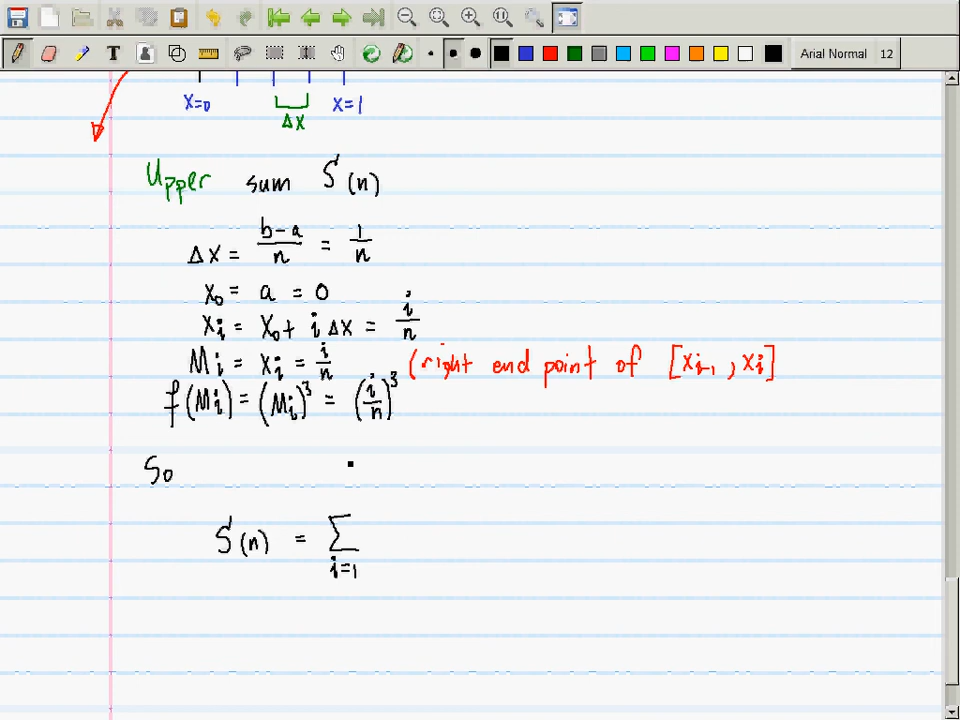 Arial Normal 12
x=0 x=1
Δx
Upper sum S(n)
Δx = b-a/n = 1/n
x₀ = a = 0
xᵢ = x₀ + i Δx = i/n
Mᵢ = xᵢ = i/n (right end point of [xᵢ₋₁, xᵢ]
f(Mᵢ) = (Mᵢ)³ = (i/n)³
So
S(n) = ∑ i=1